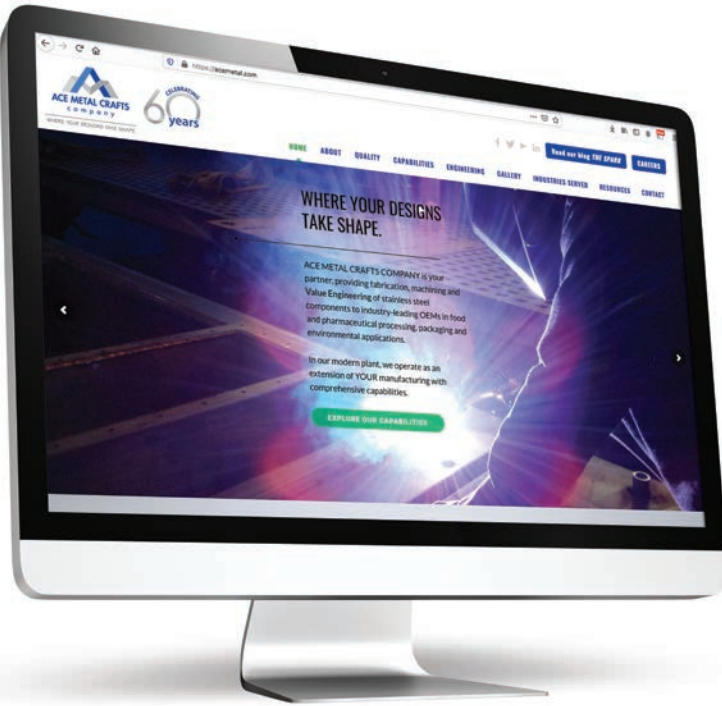 https://acemetal.com
ACE METAL CRAFTS
company
WHERE YOUR DESIGNS TAKE SHAPE
CELEBRATING
60
years
Read our blog THE SPARK
CAREERS
HOME ABOUT QUALITY CAPABILITIES ENGINEERING GALLERY INDUSTRIES SERVED RESOURCES CONTACT
WHERE YOUR DESIGNS
TAKE SHAPE.
ACE METAL CRAFTS COMPANY is your
partner, providing fabrication, machining and
Value Engineering of stainless steel
components to industry-leading OEMs in food
and pharmaceutical processing, packaging and
environmental applications.
In our modern plant, we operate as an
extension of YOUR manufacturing with
comprehensive capabilities.
EXPLORE OUR CAPABILITIES